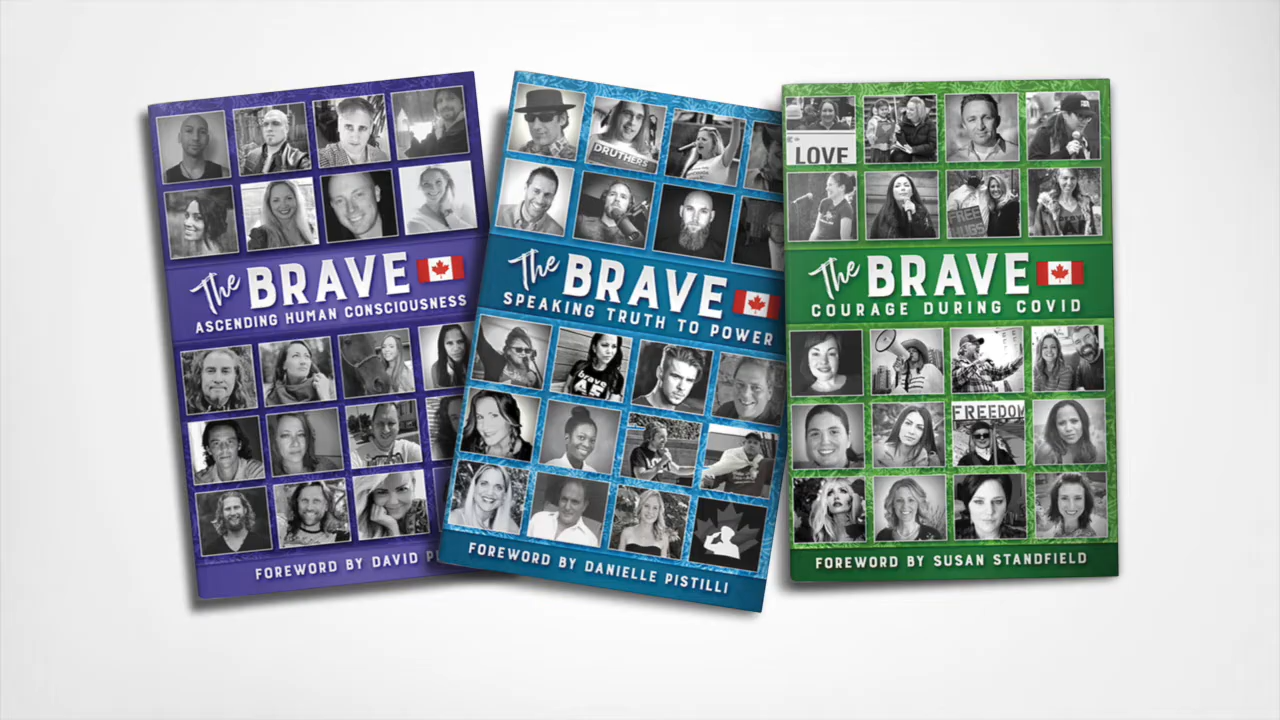 The BRAVE
ASCENDING HUMAN CONSCIOUSNESS
FOREWORD BY DAVID
DRUTHERS
The BRAVE
SPEAKING TRUTH TO POWER
brave
FOREWORD BY DANIELLE PISTILLI
LOVE
FREE
HUGS
The BRAVE
COURAGE DURING COVID
FREEDOM
FOREWORD BY SUSAN STANDFIELD